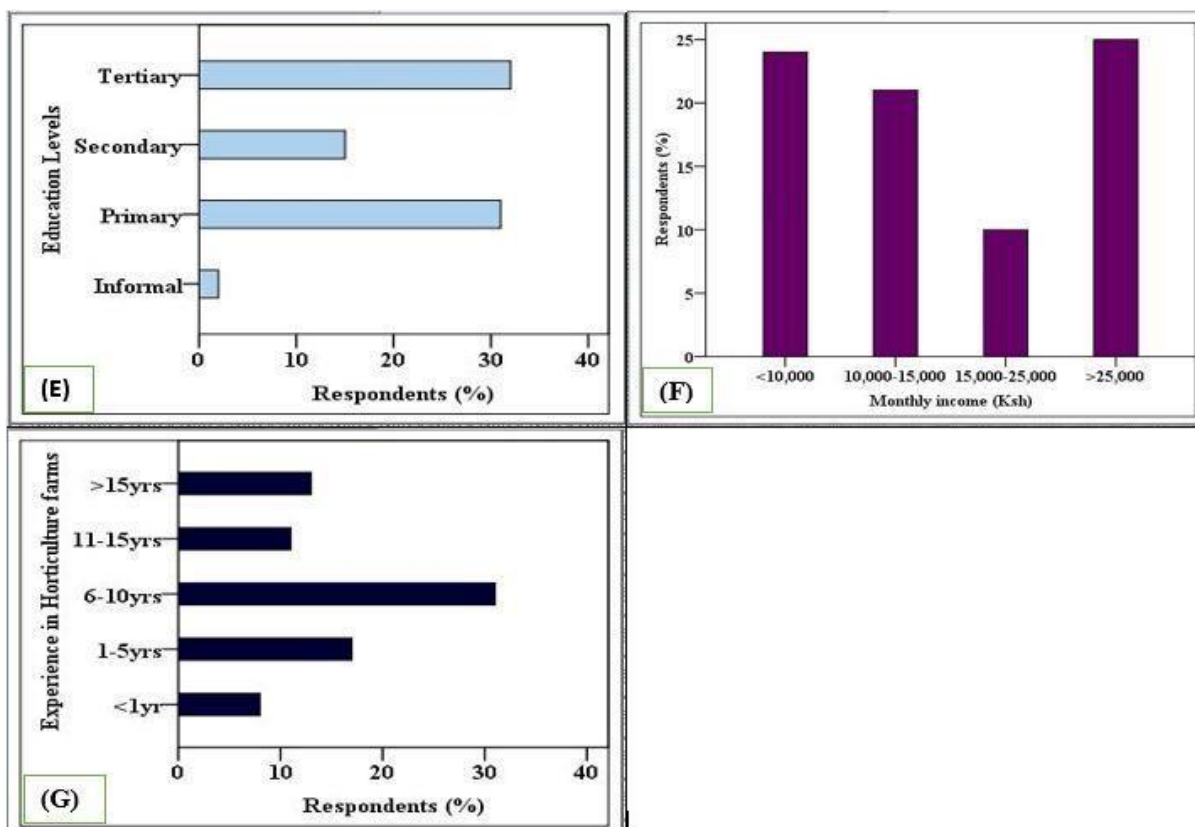 Education Levels
Tertiary
Secondary
Primary
Informal
0 10 20 30 40
Respondents (%)
(E)
Respondents (%)
25
20
15
10
5
0
<10,000 10,000-15,000 15,000-25,000 >25,000
Monthly income (Ksh)
(F)
Experience in Horticulture farms
>15yrs
11-15yrs
6-10yrs
1-5yrs
<1yr
0 10 20 30 40
Respondents (%)
(G)